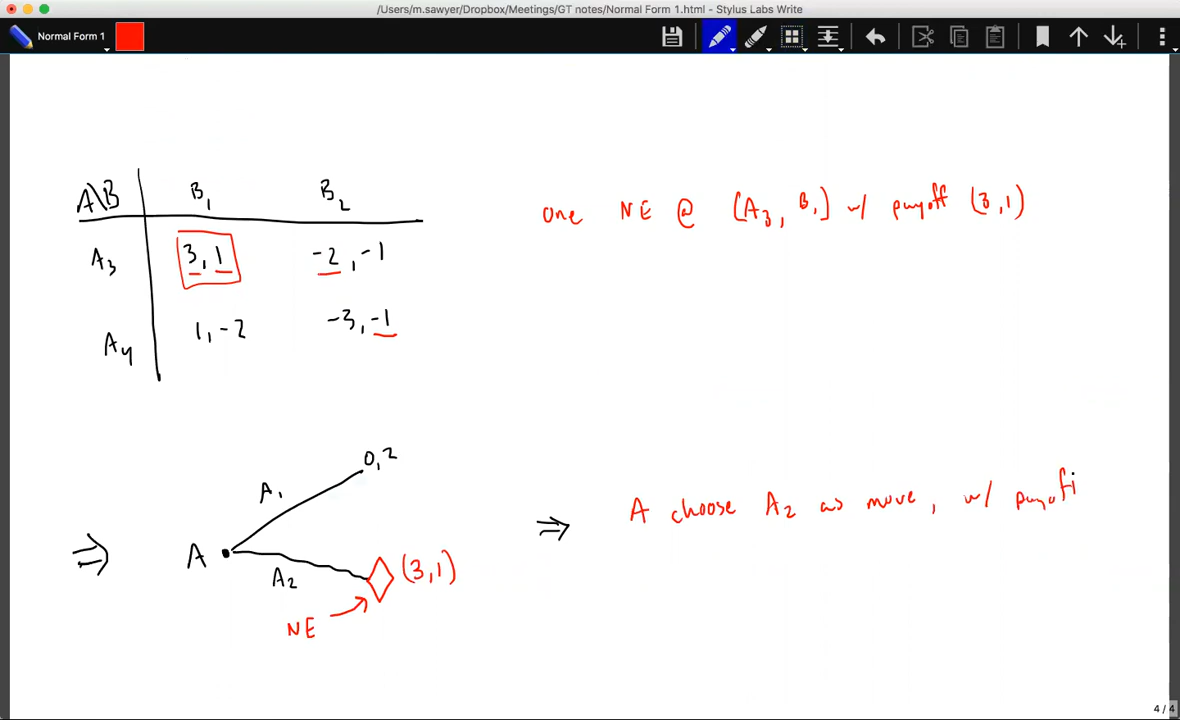 /Users/m.sawyer/Dropbox/Meetings/GT notes/Normal Form 1.html - Stylus Labs Write
Normal Form 1
A\B B1 B2
A3 3,1 -2,-1
A4 1,-2 -3,-1
one NE @ (A3, B1) w/ payoff (3,1)
0,2
A1
A
A2
(3,1)
NE
⇒
⇒ A choose A2 as move, w/ payoff
4 / 4